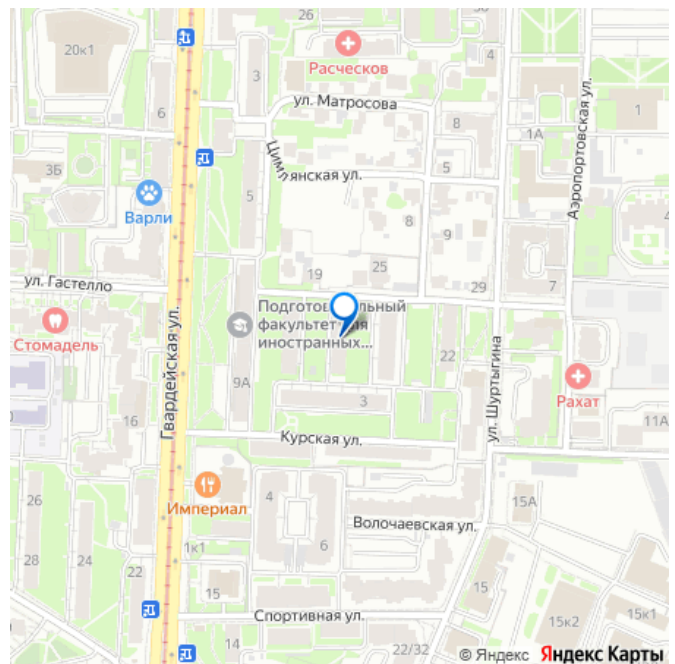 26
20к1
3
Расческов
4
ул. Матросова
1
6
8
1А
Аэропортовская ул.
3Б
Цимлянская ул.
5
5
Варли
8
9
4
ул. Гастелло
19
25
29
7
Подготовительный
факультет для
иностранных...
Стомадель
22
9А
Гвардейская ул.
3
ул. Шуртыгина
Рахат
16
11А
Курская ул.
26
Империал
4
15А
Волочаевская ул.
28
24
22
1к1
6
15
15
15к2
15к1
Спортивная ул.
14
22/32
© Яндекс Яндекс Карты